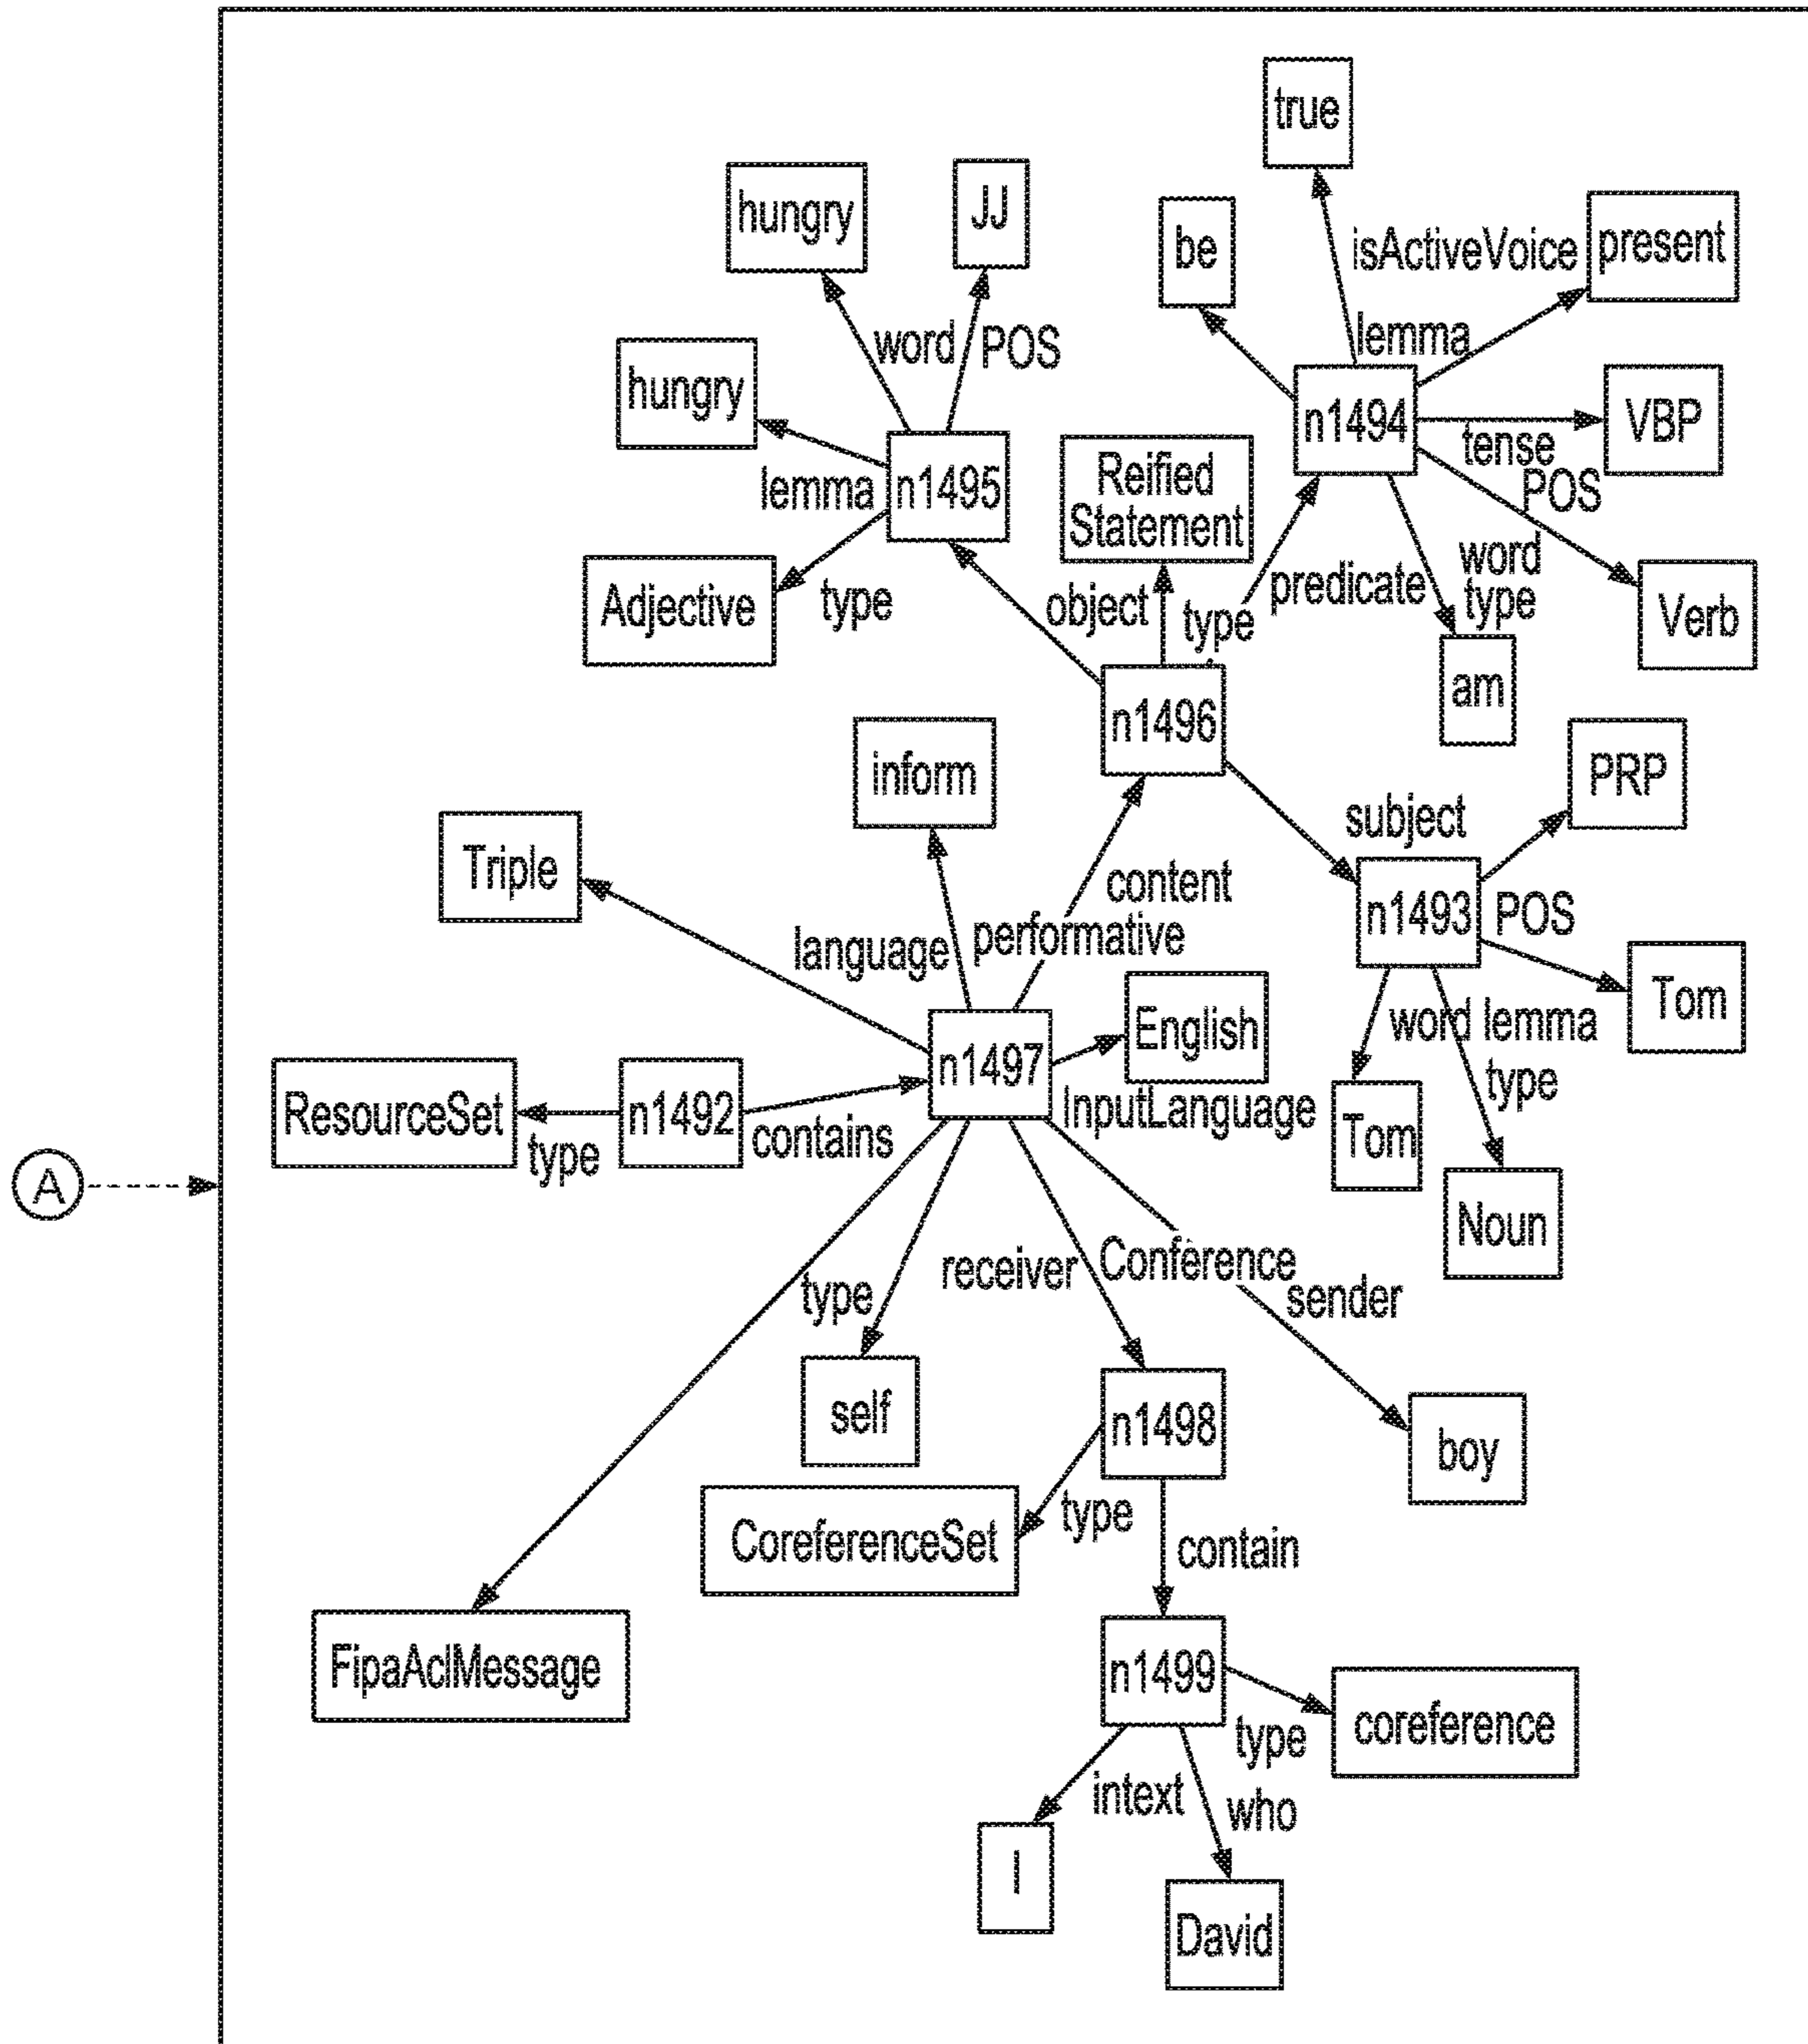 true
hungry
JJ
be
isActiveVoice
present
word
POS
lemma
hungry
n1494
VBP
tense
Reified
Statement
lemma
n1495
POS
word
type
predicate
Adjective
type
object
type
Verb
am
n1496
inform
PRP
subject
Triple
content
n1493
POS
language
performative
Tom
English
word lemma
n1497
type
ResourceSet
n1492
InputLanguage
type
contains
Tom
A
Noun
receiver
Conference
type
sender
self
n1498
boy
type
CoreferenceSet
contain
FipaAclMessage
n1499
coreference
type
intext
who
I
David